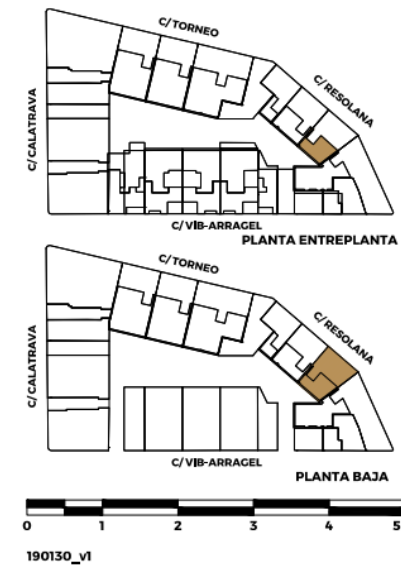 C/TORNEO
C/ RESOLANA
C/ CALATRAVA
C/ VIB-ARRAGEL
PLANTA ENTREPLANTA
C/TORNEO
C/ RESOLANA
C/ CALATRAVA
C/ VIB-ARRAGEL
PLANTA BAJA
0 1 2 3 4 5
190130_v1